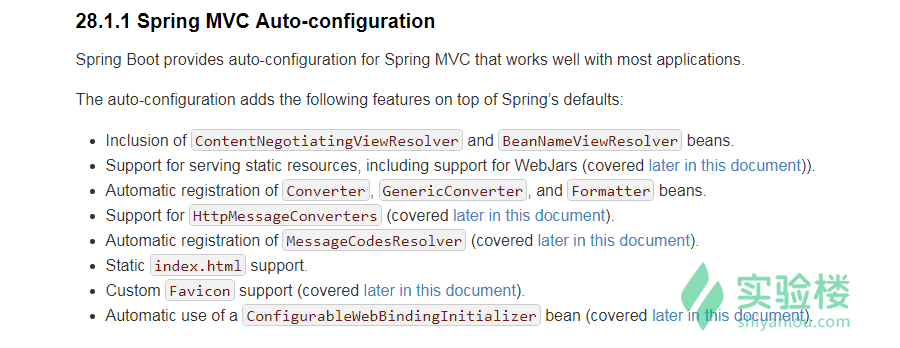 28.1.1 Spring MVC Auto-configuration
Spring Boot provides auto-configuration for Spring MVC that works well with most applications.
The auto-configuration adds the following features on top of Spring’s defaults:
• Inclusion of ContentNegotiatingViewResolver and BeanNameViewResolver beans.
• Support for serving static resources, including support for WebJars (covered later in this document)).
• Automatic registration of Converter, GenericConverter, and Formatter beans.
• Support for HttpMessageConverters (covered later in this document).
• Automatic registration of MessageCodesResolver (covered later in this document).
• Static index.html support.
• Custom Favicon support (covered later in this document).
• Automatic use of a ConfigurableWebBindingInitializer bean (covered later in this document).
实验楼
shiyanlou.com